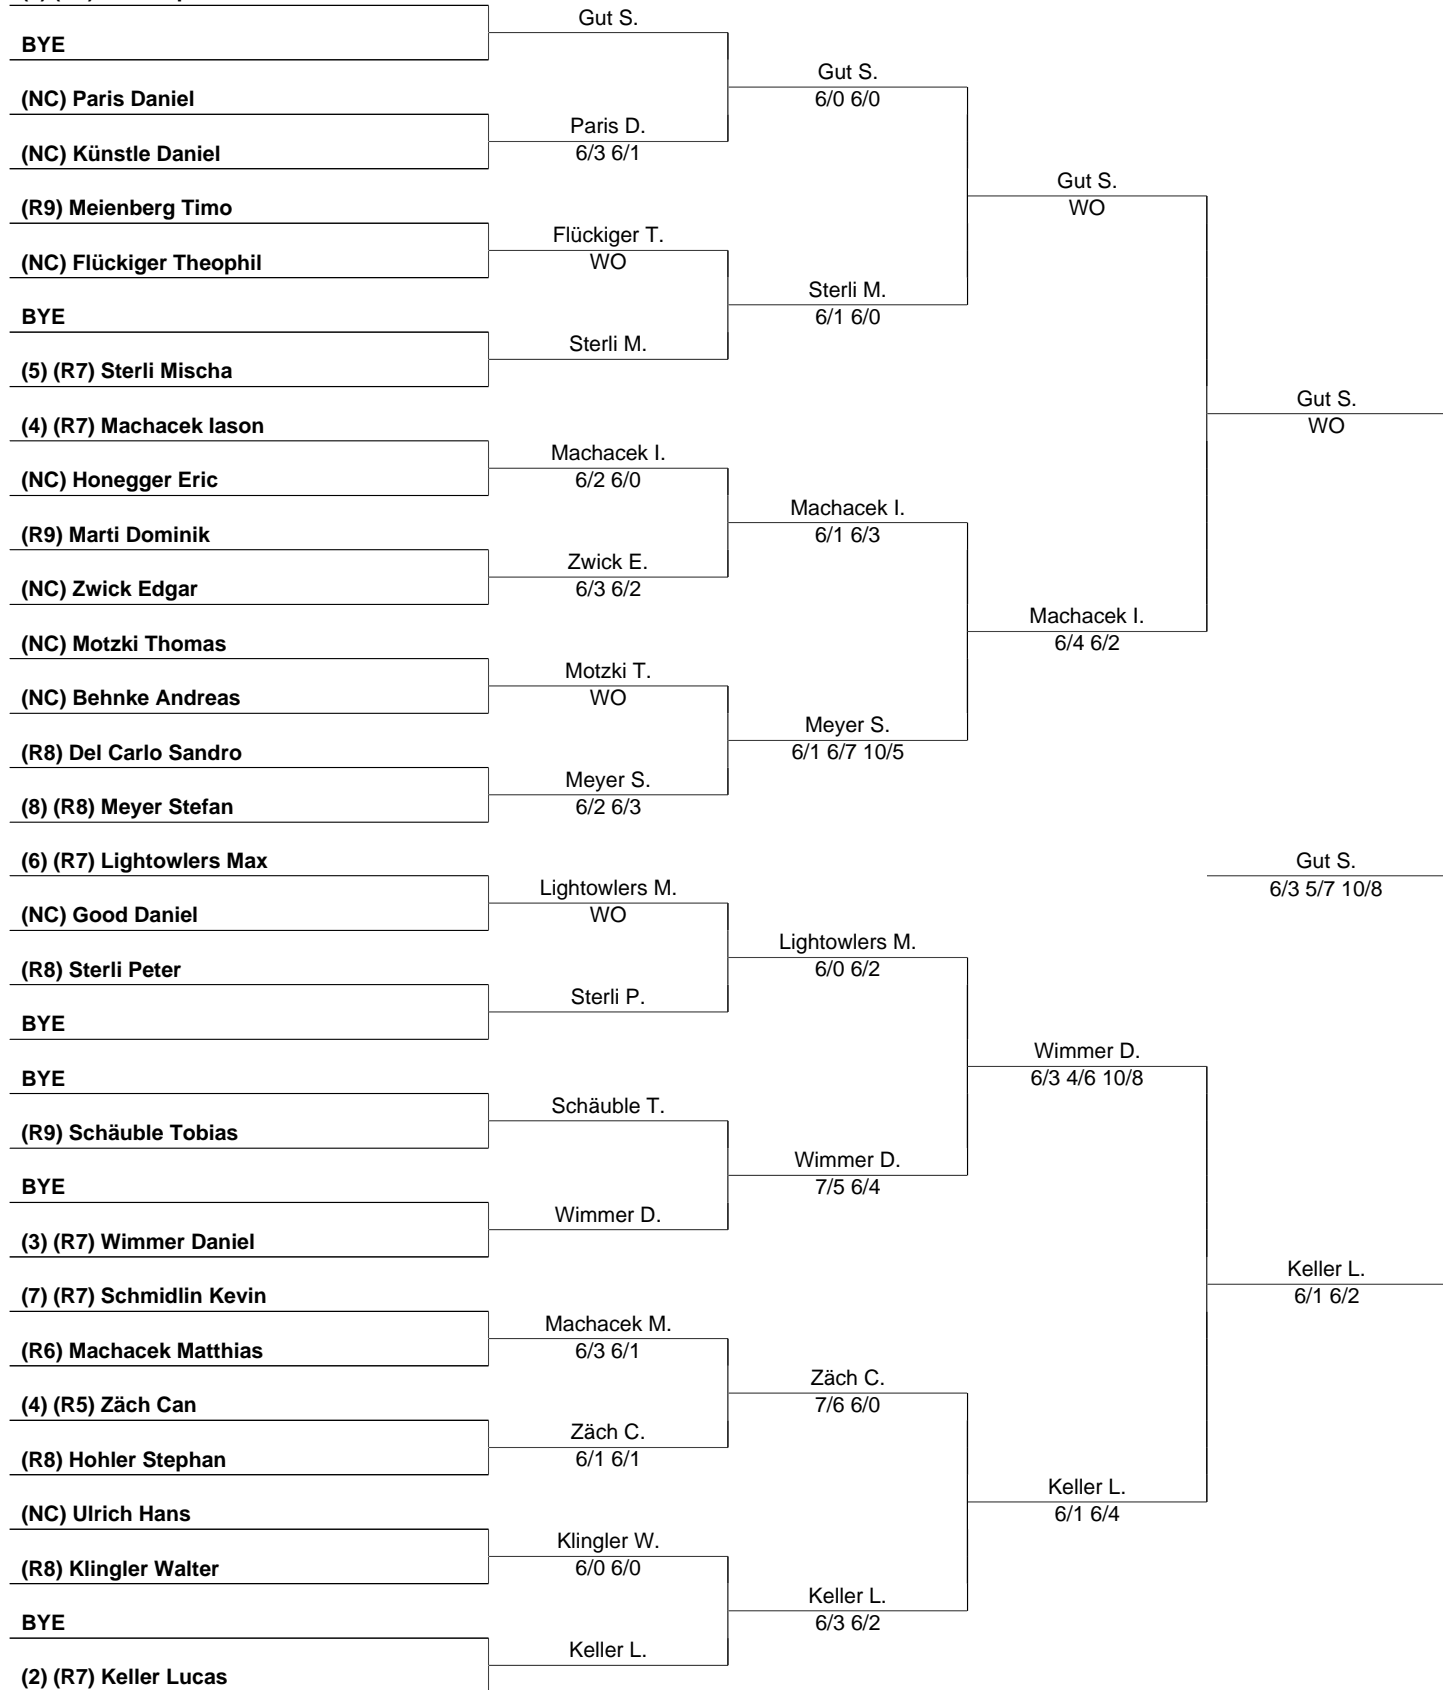 BYE
(NC) Paris Daniel
(NC) Künstle Daniel
(R9) Meienberg Timo
(NC) Flückiger Theophil
BYE
(5) (R7) Sterli Mischa
(4) (R7) Machacek Iason
(NC) Honegger Eric
(R9) Marti Dominik
(NC) Zwick Edgar
(NC) Motzki Thomas
(NC) Behnke Andreas
(R8) Del Carlo Sandro
(8) (R8) Meyer Stefan
(6) (R7) Lightowlers Max
(NC) Good Daniel
(R8) Sterli Peter
BYE
BYE
(R9) Schäuble Tobias
BYE
(3) (R7) Wimmer Daniel
(7) (R7) Schmidlin Kevin
(R6) Machacek Matthias
(4) (R5) Zäch Can
(R8) Hohler Stephan
(NC) Ulrich Hans
(R8) Klingler Walter
BYE
(2) (R7) Keller Lucas
Gut S.
Paris D.
6/3 6/1
Flückiger T.
WO
Sterli M.
Machacek I.
6/2 6/0
Zwick E.
6/3 6/2
Motzki T.
WO
Meyer S.
6/2 6/3
Lightowlers M.
WO
Sterli P.
Schäuble T.
Wimmer D.
Machacek M.
6/3 6/1
Zäch C.
6/1 6/1
Klingler W.
6/0 6/0
Keller L.
Gut S.
6/0 6/0
Sterli M.
6/1 6/0
Machacek I.
6/1 6/3
Meyer S.
6/1 6/7 10/5
Lightowlers M.
6/0 6/2
Wimmer D.
7/5 6/4
Zäch C.
7/6 6/0
Keller L.
6/3 6/2
Gut S.
WO
Machacek I.
6/4 6/2
Wimmer D.
6/3 4/6 10/8
Keller L.
6/1 6/4
Gut S.
WO
Gut S.
6/3 5/7 10/8
Keller L.
6/1 6/2